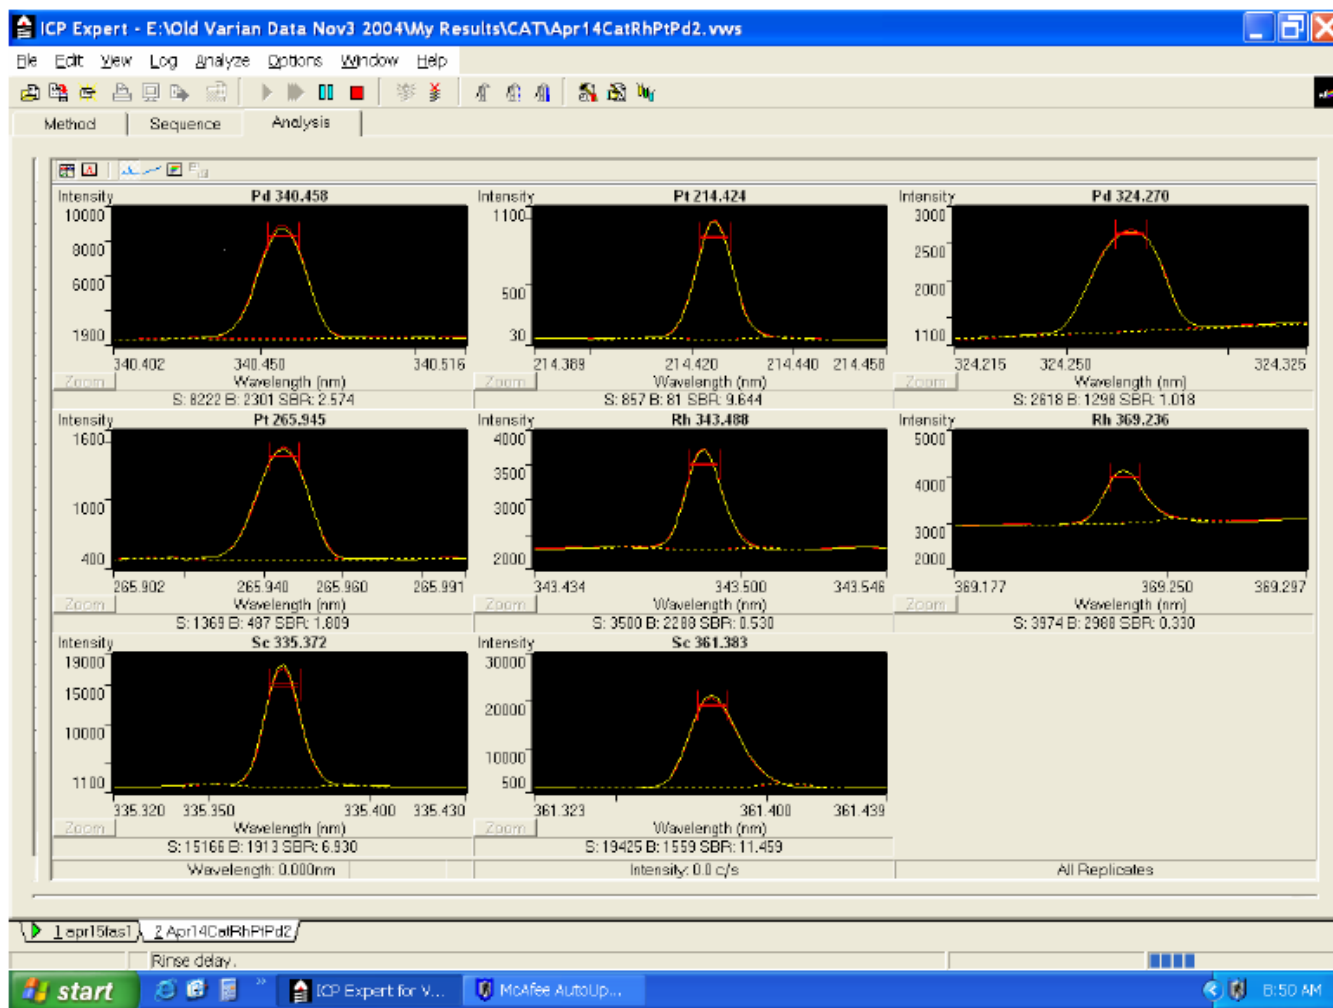 ICP Expert - E:\Old Varian Data Nov3 2004\My Results\CAT\Apr14CatRhPtPd2.vws
File Edit View Log Analyze Options Window Help
Method Sequence Analysis
Intensity Pd 340.458
10000
8000
6000
1900
340.402 340.450 340.516
Zoom Wavelength (nm)
S: 8222 B: 2301 SBR: 2.574
Intensity Pt 214.424
1100
500
30
214.389 214.420 214.440 214.458
Zoom Wavelength (nm)
S: 857 B: 81 SBR: 9.644
Intensity Pd 324.270
3000
2500
2000
1100
324.215 324.250 324.325
Zoom Wavelength (nm)
S: 2618 B: 1298 SBR: 1.018
Intensity Pt 265.945
1600
1000
400
265.902 265.940 265.960 265.991
Zoom Wavelength (nm)
S: 1369 B: 487 SBR: 1.809
Intensity Rh 343.488
4000
3500
3000
2000
343.434 343.500 343.546
Zoom Wavelength (nm)
S: 3500 B: 2288 SBR: 0.530
Intensity Rh 369.236
5000
4000
3000
2000
369.177 369.250 369.297
Zoom Wavelength (nm)
S: 3974 B: 2988 SBR: 0.330
Intensity Sc 335.372
19000
15000
10000
1100
335.320 335.350 335.400 335.430
Zoom Wavelength (nm)
S: 15166 B: 1913 SBR: 6.930
Intensity Sc 361.383
30000
20000
10000
500
361.323 361.400 361.439
Zoom Wavelength (nm)
S: 19425 B: 1559 SBR: 11.459
Wavelength: 0.000nm Intensity: 0.0 c/s All Replicates
1 apr15fas1 2 Apr14CatRhPtPd2
Rinse delay.
start ICP Expert for V... McAfee AutoUp... 8:50 AM